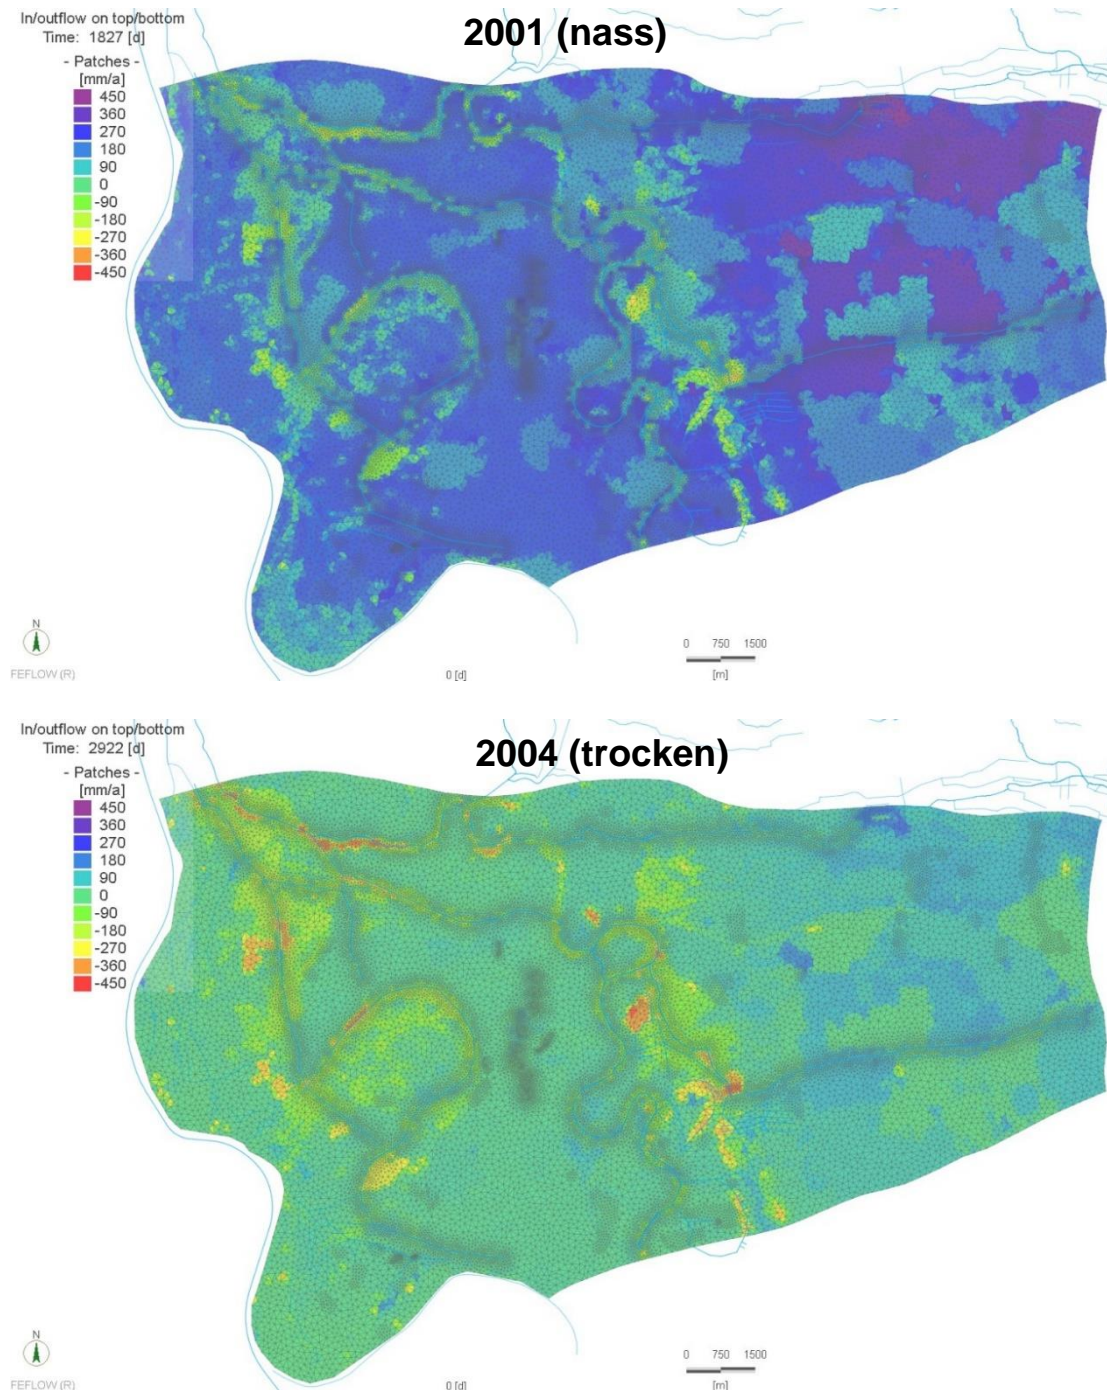 In/outflow on top/bottom
Time: 1827 [d]
2001 (nass)
- Patches -
[mm/a]
450
360
270
180
90
0
-90
-180
-270
-360
-450
N
FEFLOW (R)
0 [d]
0 750 1500
[m]
In/outflow on top/bottom
Time: 2922 [d]
2004 (trocken)
- Patches -
[mm/a]
450
360
270
180
90
0
-90
-180
-270
-360
-450
N
FEFLOW (R)
0 [d]
0 750 1500
[m]